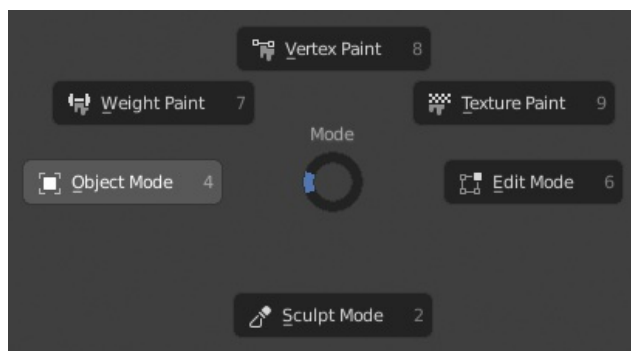 Vertex Paint 8
Weight Paint 7
Texture Paint 9
Mode
Object Mode 4
Edit Mode 6
Sculpt Mode 2